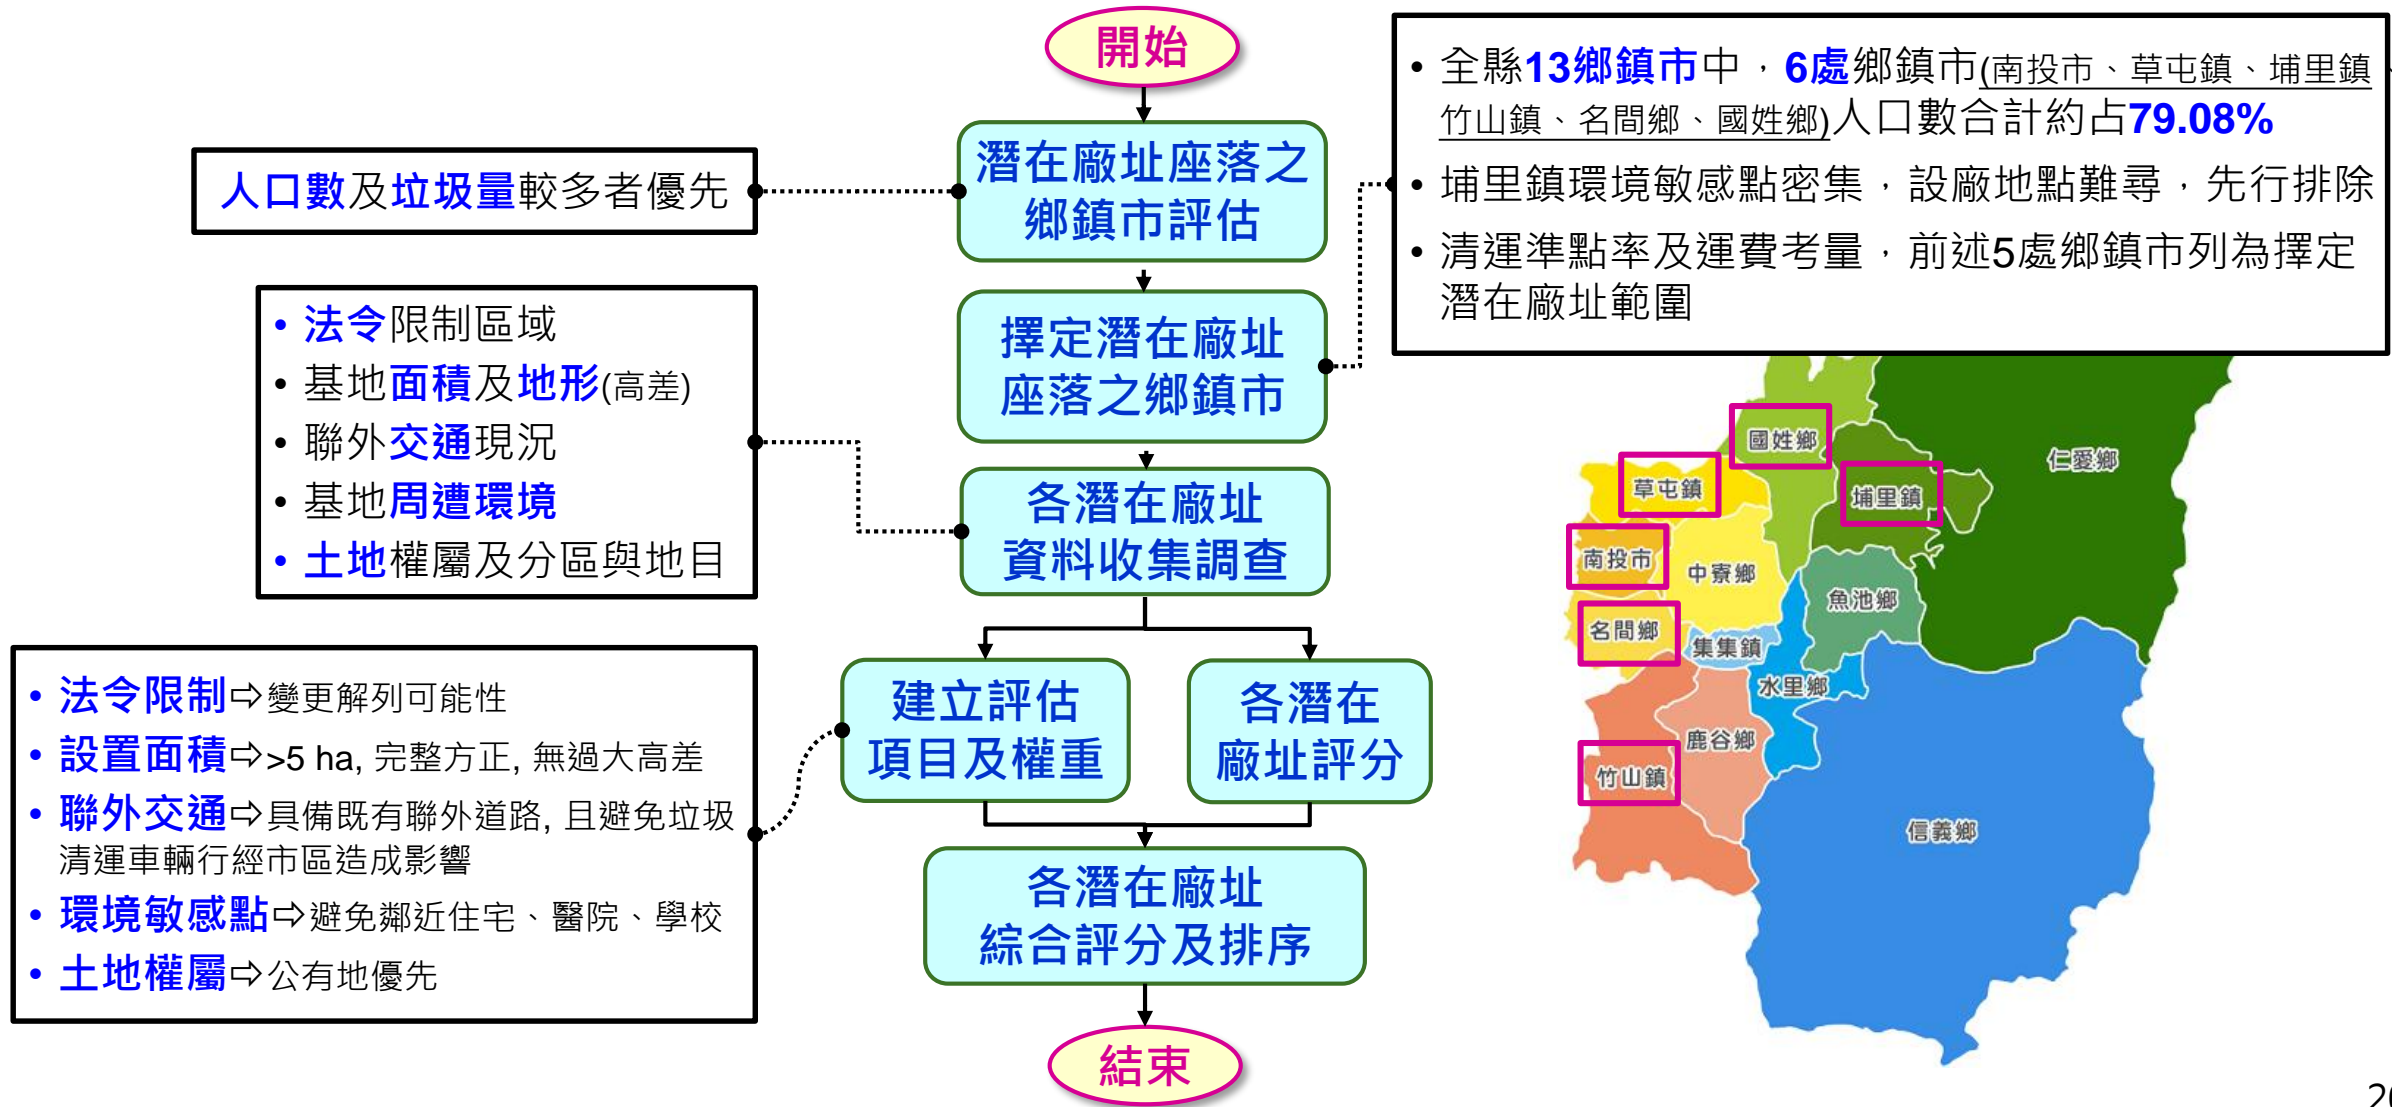 開始
潛在廠址座落之
鄉鎮市評估
人口數及垃圾量較多者優先
擇定潛在廠址
座落之鄉鎮市
• 全縣13鄉鎮市中，6處鄉鎮市(南投市、草屯鎮、埔里鎮、
竹山鎮、名間鄉、國姓鄉)人口數合計約占79.08%
• 埔里鎮環境敏感點密集，設廠地點難尋，先行排除
• 清運準點率及運費考量，前述5處鄉鎮市列為擇定
潛在廠址範圍
• 法令限制區域
• 基地面積及地形(高差)
• 聯外交通現況
• 基地周遭環境
• 土地權屬及分區與地目
各潛在廠址
資料收集調查
建立評估
項目及權重
各潛在
廠址評分
• 法令限制⇨變更解列可能性
• 設置面積⇨>5 ha, 完整方正, 無過大高差
• 聯外交通⇨具備既有聯外道路, 且避免垃圾
清運車輛行經市區造成影響
• 環境敏感點⇨避免鄰近住宅、醫院、學校
• 土地權屬⇨公有地優先
各潛在廠址
綜合評分及排序
結束
國姓鄉
仁愛鄉
草屯鎮
埔里鎮
南投市
中寮鄉
魚池鄉
名間鄉
集集鎮
水里鄉
鹿谷鄉
竹山鎮
信義鄉